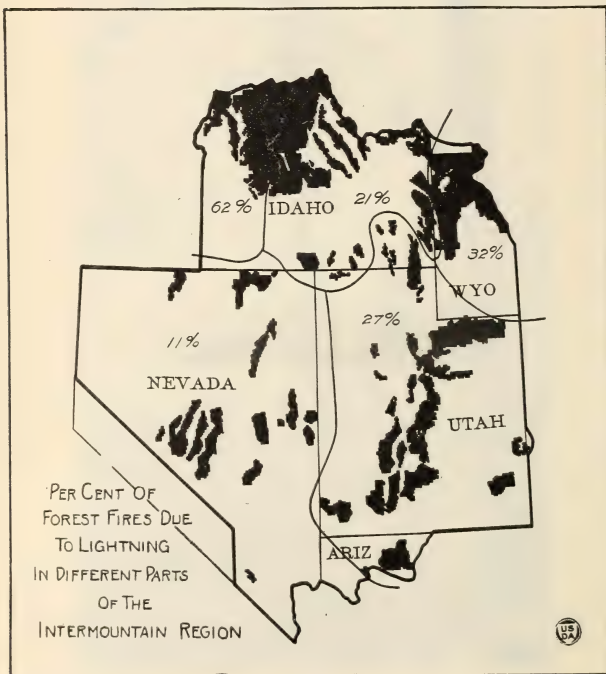 62% IDAHO 21%
32%
WYO
11% 27%
NEVADA
UTAH
ARIZ
PER CENT OF
FOREST FIRES DUE
TO LIGHTNING
IN DIFFERENT PARTS
OF THE
INTERMOUNTAIN REGION
US
DA